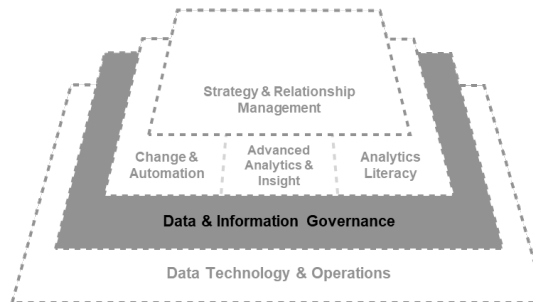 Strategy & Relationship
Management
Change &
Automation
Advanced
Analytics &
Insight
Analytics
Literacy
Data & Information Governance
Data Technology & Operations